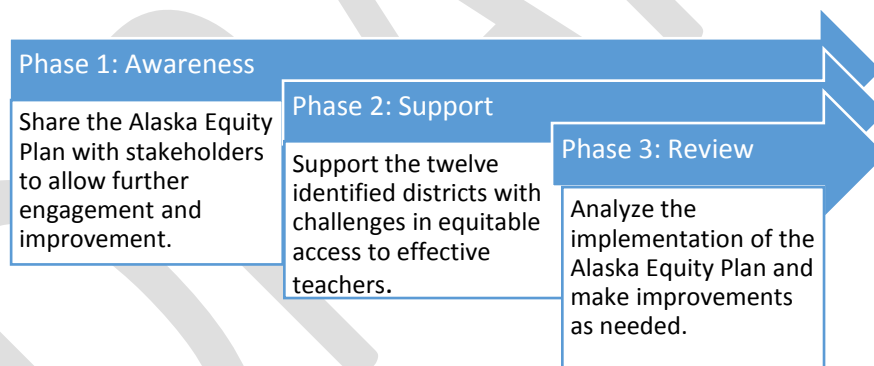 Phase 1: Awareness
Share the Alaska Equity
Plan with stakeholders
to allow further
engagement and
improvement.
Phase 2: Support
Support the twelve
identified districts with
challenges in equitable
access to effective
teachers.
Phase 3: Review
Analyze the
implementation of the
Alaska Equity Plan and
make improvements
as needed.